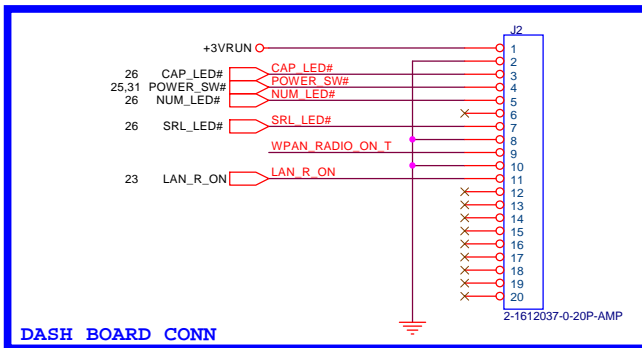 J2
+3VRUN 1
2
26 CAP_LED# CAP_LED# 3
25,31 POWER_SW# POWER_SW# 4
26 NUM_LED# NUM_LED# 5
6
26 SRL_LED# SRL_LED# 7
8
WPAN_RADIO_ON_T 9
10
23 LAN_R_ON LAN_R_ON 11
12
13
14
15
16
17
18
19
20
2-1612037-0-20P-AMP
DASH BOARD CONN